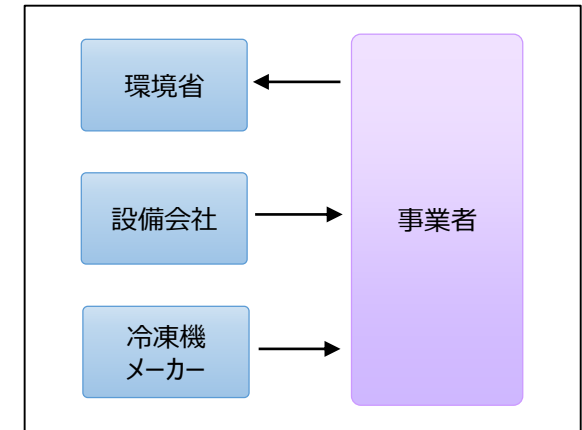 環境省
設備会社
事業者
冷凍機
メーカー